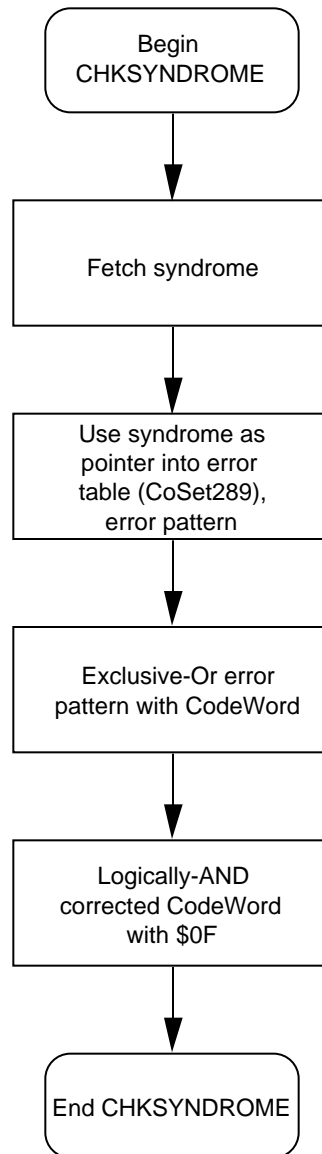 Begin
CHKSYNDROME
Fetch syndrome
Use syndrome as
pointer into error
table (CoSet289),
error pattern
Exclusive-Or error
pattern with CodeWord
Logically-AND
corrected CodeWord
with $0F
End CHKSYNDROME